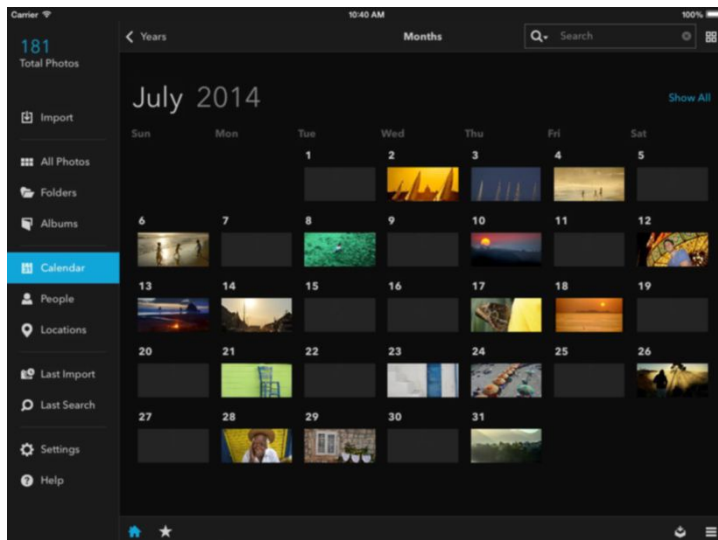 Carrier 10:40 AM 100%
181
Total Photos
Import
All Photos
Folders
Albums
Calendar
People
Locations
Last Import
Last Search
Settings
Help
Years Months Search
July 2014 Show All
Sun Mon Tue Wed Thu Fri Sat
1 2 3 4 5
6 7 8 9 10 11 12
13 14 15 16 17 18 19
20 21 22 23 24 25 26
27 28 29 30 31